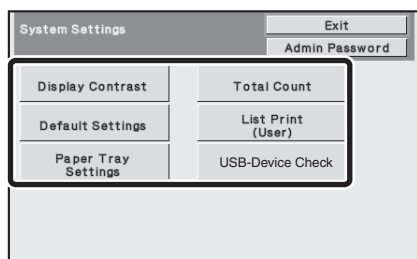 System Settings
Exit
Admin Password
Display Contrast
Total Count
Default Settings
List Print
(User)
Paper Tray
Settings
USB-Device Check